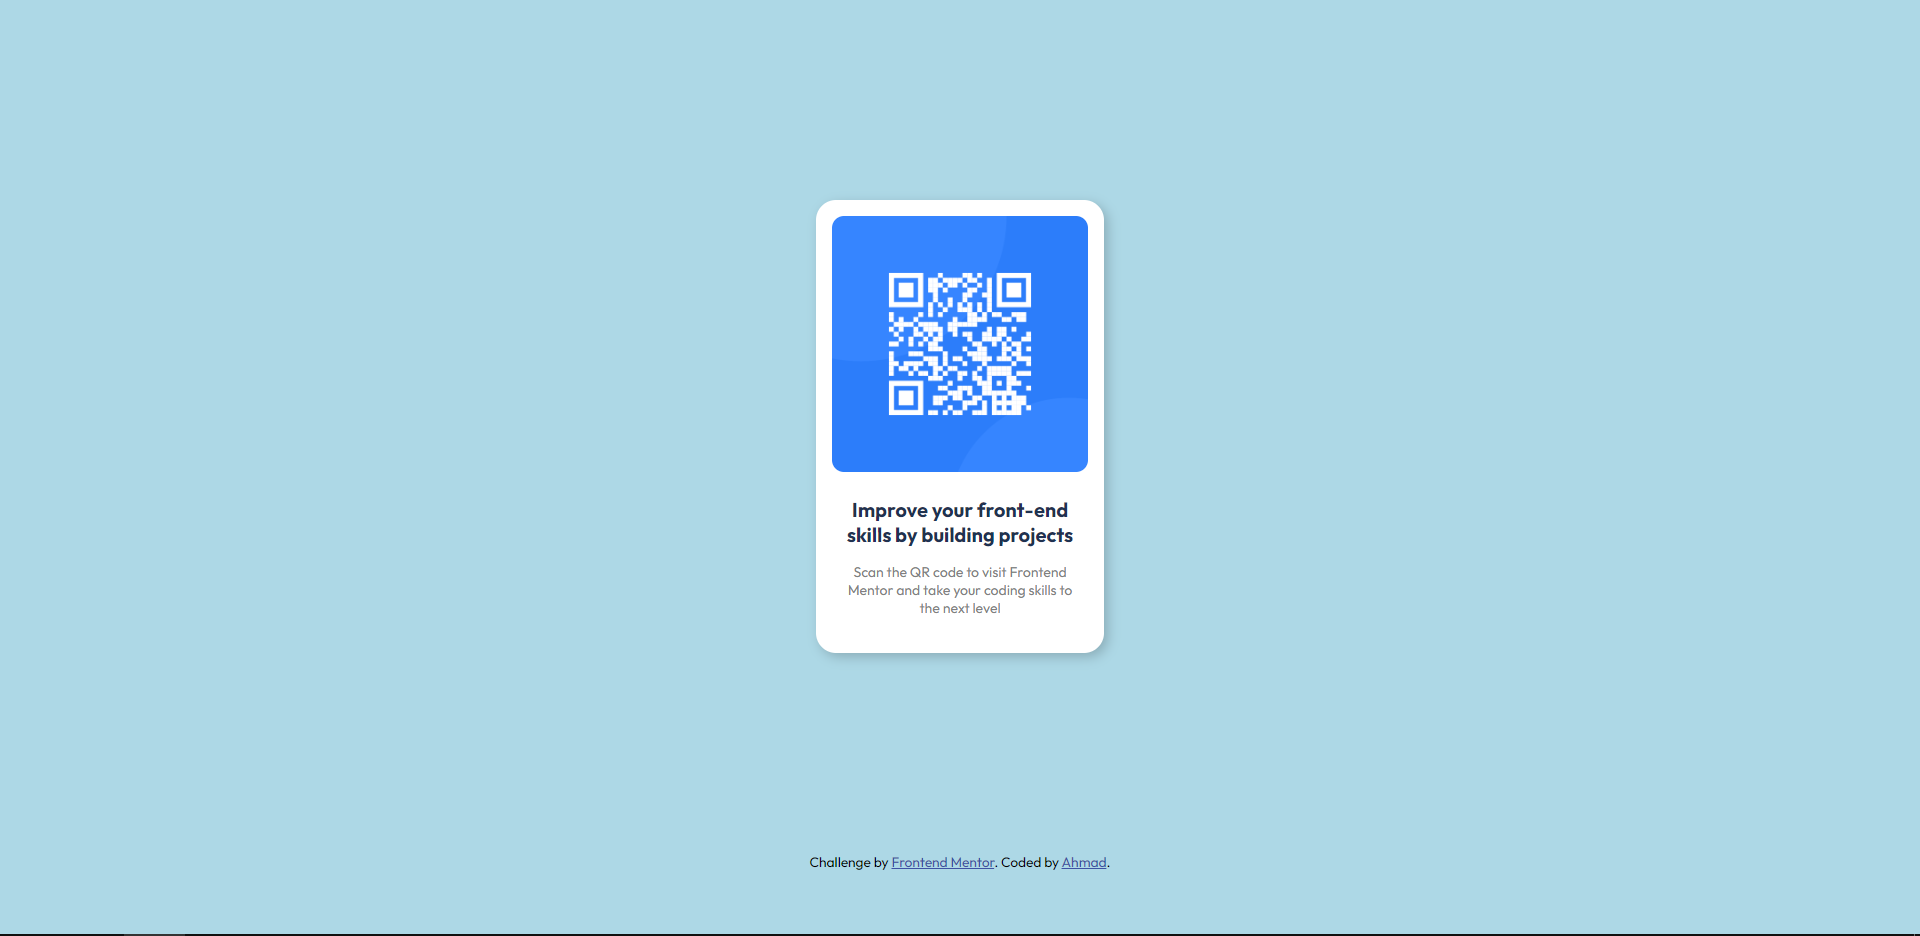 Improve your front-end
skills by building projects
Scan the QR code to visit Frontend
Mentor and take your coding skills to
the next level
Challenge by Frontend Mentor. Coded by Ahmad.